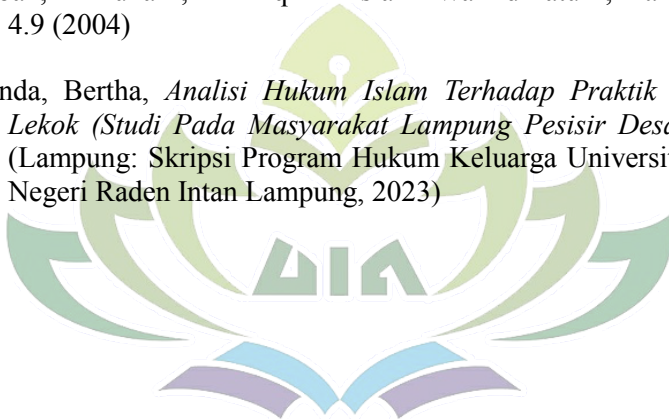 4.9 (2004)
nda, Bertha, Analisi Hukum Islam Terhadap Praktik
Lekok (Studi Pada Masyarakat Lampung Pesisir Desa
(Lampung: Skripsi Program Hukum Keluarga Universit
Negeri Raden Intan Lampung, 2023)
UIN